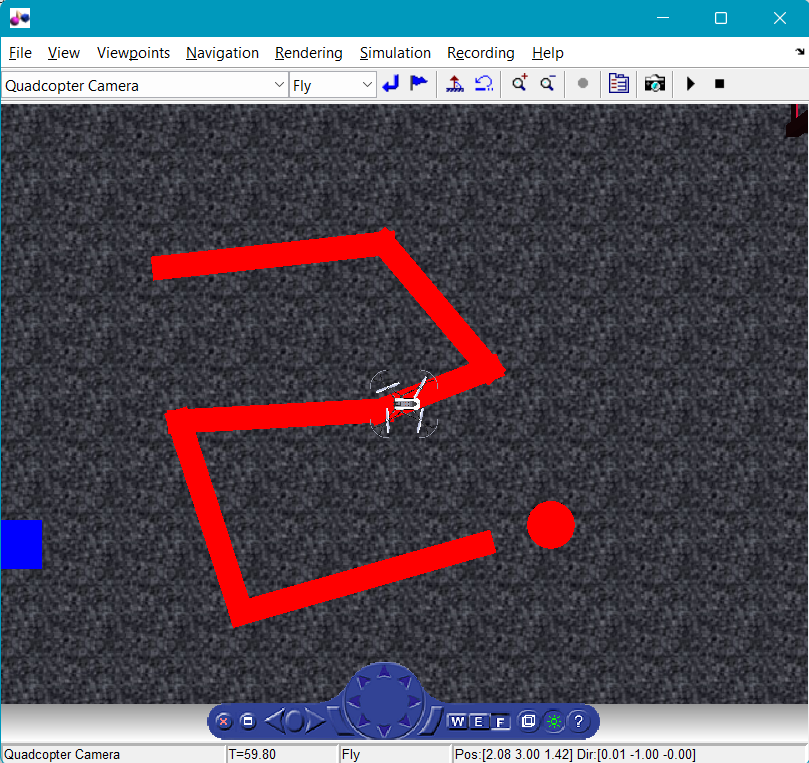 File View Viewpoints Navigation Rendering Simulation Recording Help
Quadcopter Camera Fly
W E F ?
Quadcopter Camera T=59.80 Fly Pos:[2.08 3.00 1.42] Dir:[0.01 -1.00 -0.00]